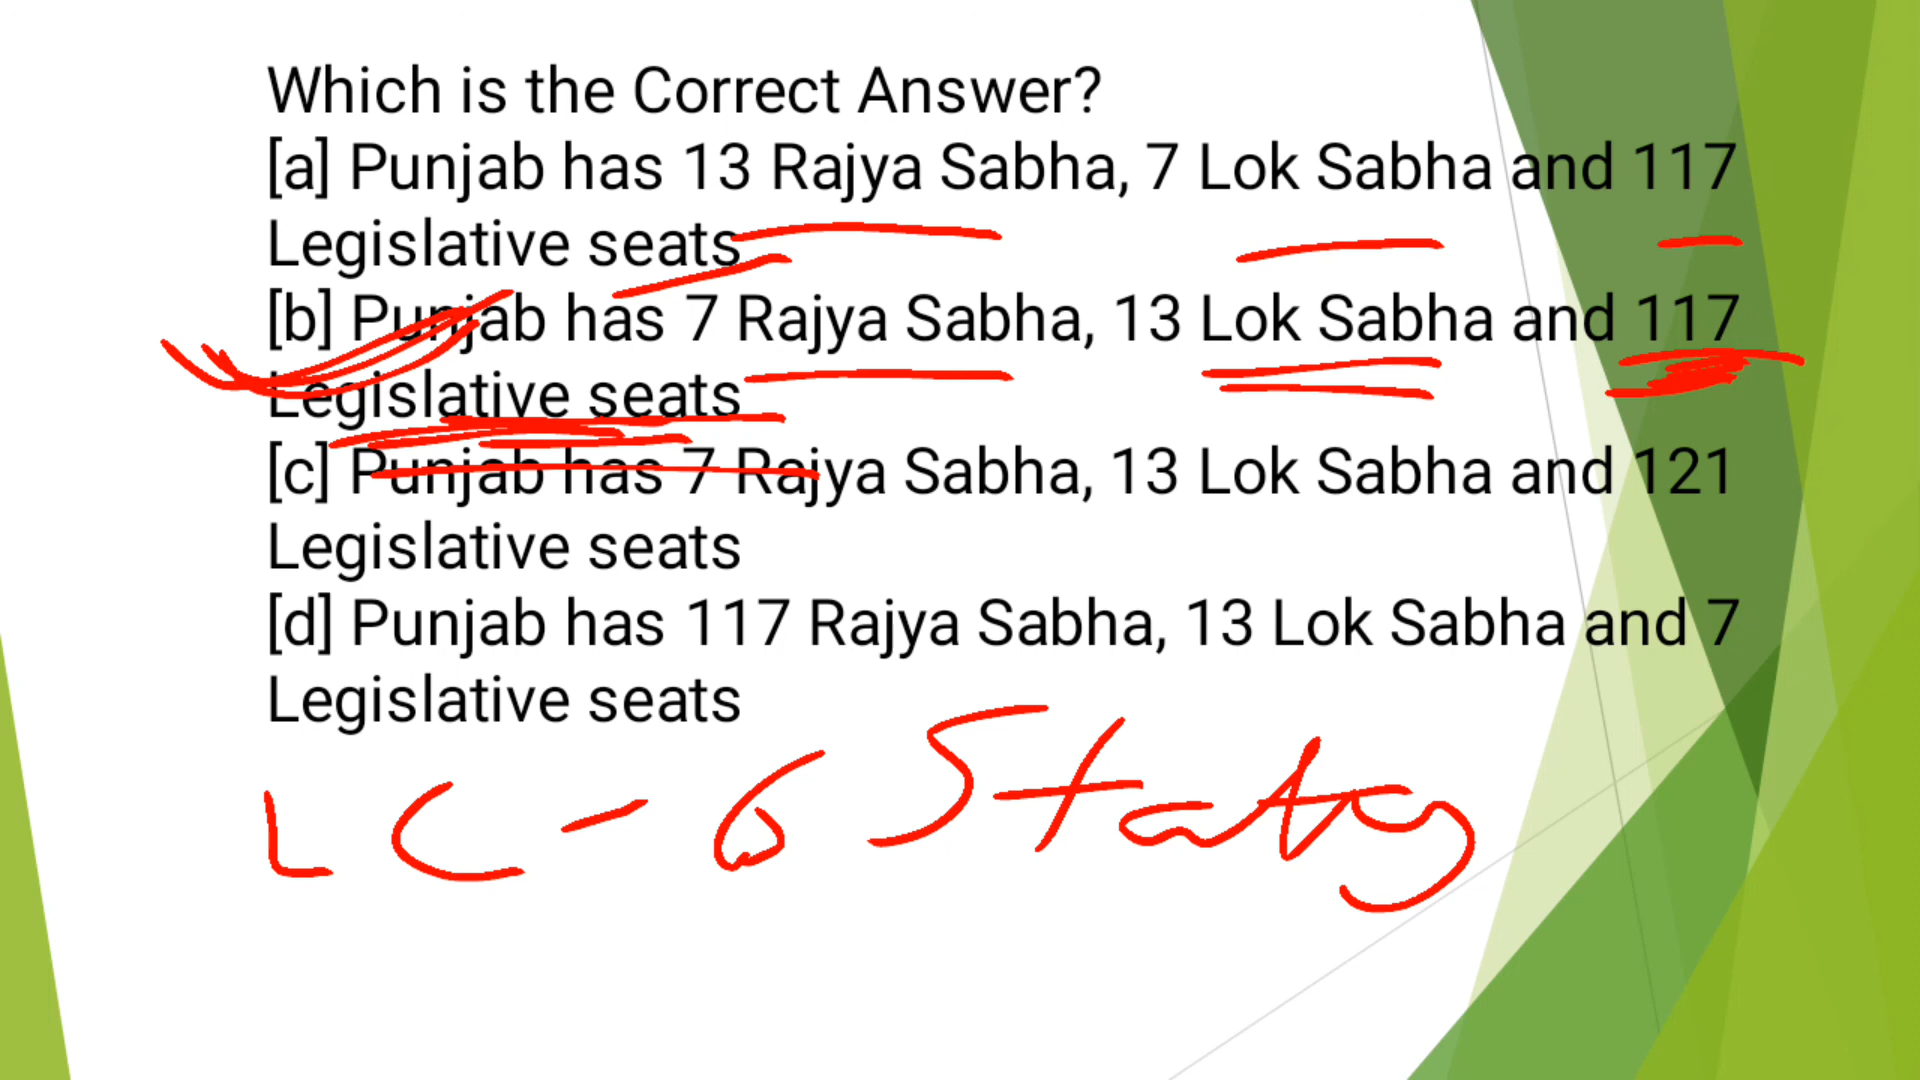 Which is the Correct Answer?
[a] Punjab has 13 Rajya Sabha, 7 Lok Sabha and 117
Legislative seats
[b] Punjab has 7 Rajya Sabha, 13 Lok Sabha and 117
Legislative seats
[c] Punjab has 7 Rajya Sabha, 13 Lok Sabha and 121
Legislative seats
[d] Punjab has 117 Rajya Sabha, 13 Lok Sabha and 7
Legislative seats
LC - 6 States